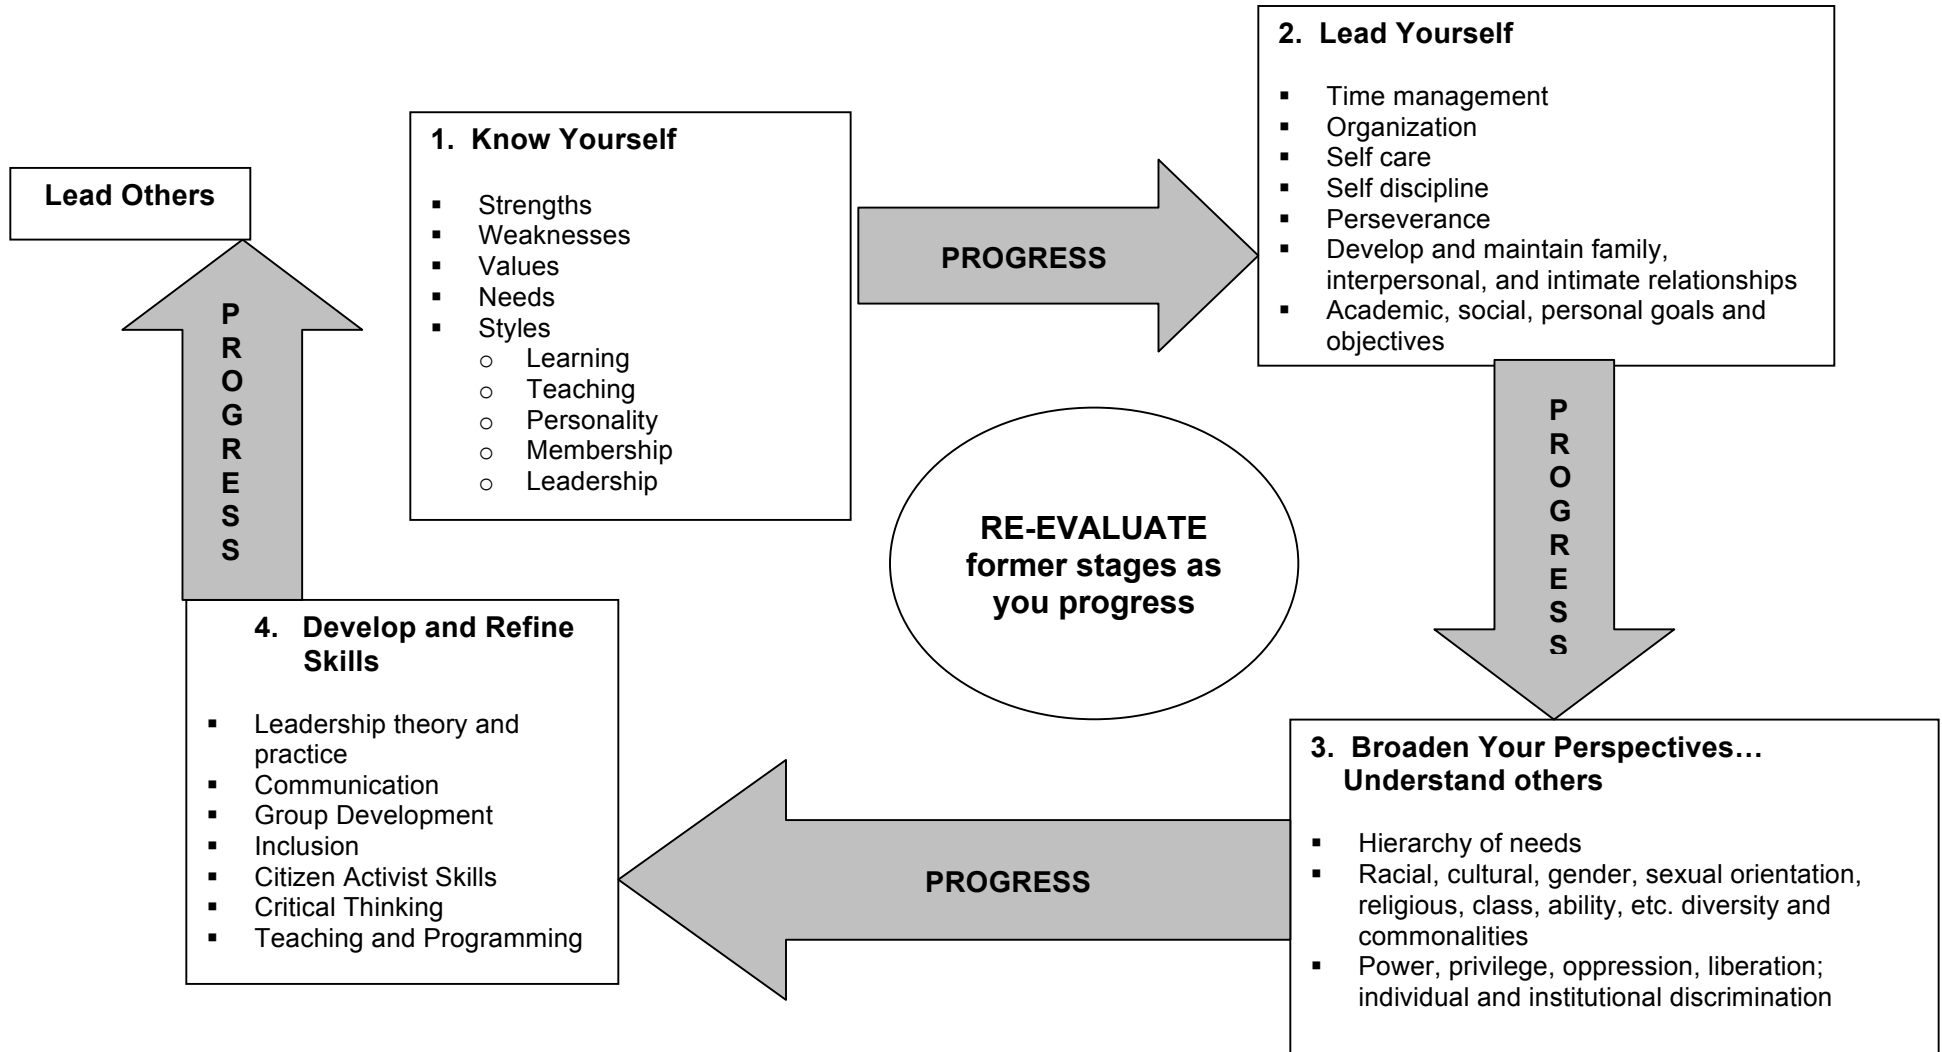 1. Know Yourself
▪ Strengths
▪ Weaknesses
▪ Values
▪ Needs
▪ Styles
o Learning
o Teaching
o Personality
o Membership
o Leadership
PROGRESS
2. Lead Yourself
▪ Time management
▪ Organization
▪ Self care
▪ Self discipline
▪ Perseverance
▪ Develop and maintain family,
interpersonal, and intimate relationships
▪ Academic, social, personal goals and
objectives
P
R
O
G
R
E
S
S
3. Broaden Your Perspectives…
Understand others
▪ Hierarchy of needs
▪ Racial, cultural, gender, sexual orientation,
religious, class, ability, etc. diversity and
commonalities
▪ Power, privilege, oppression, liberation;
individual and institutional discrimination
PROGRESS
4. Develop and Refine
Skills
▪ Leadership theory and
practice
▪ Communication
▪ Group Development
▪ Inclusion
▪ Citizen Activist Skills
▪ Critical Thinking
▪ Teaching and Programming
P
R
O
G
R
E
S
S
Lead Others
RE-EVALUATE
former stages as
you progress